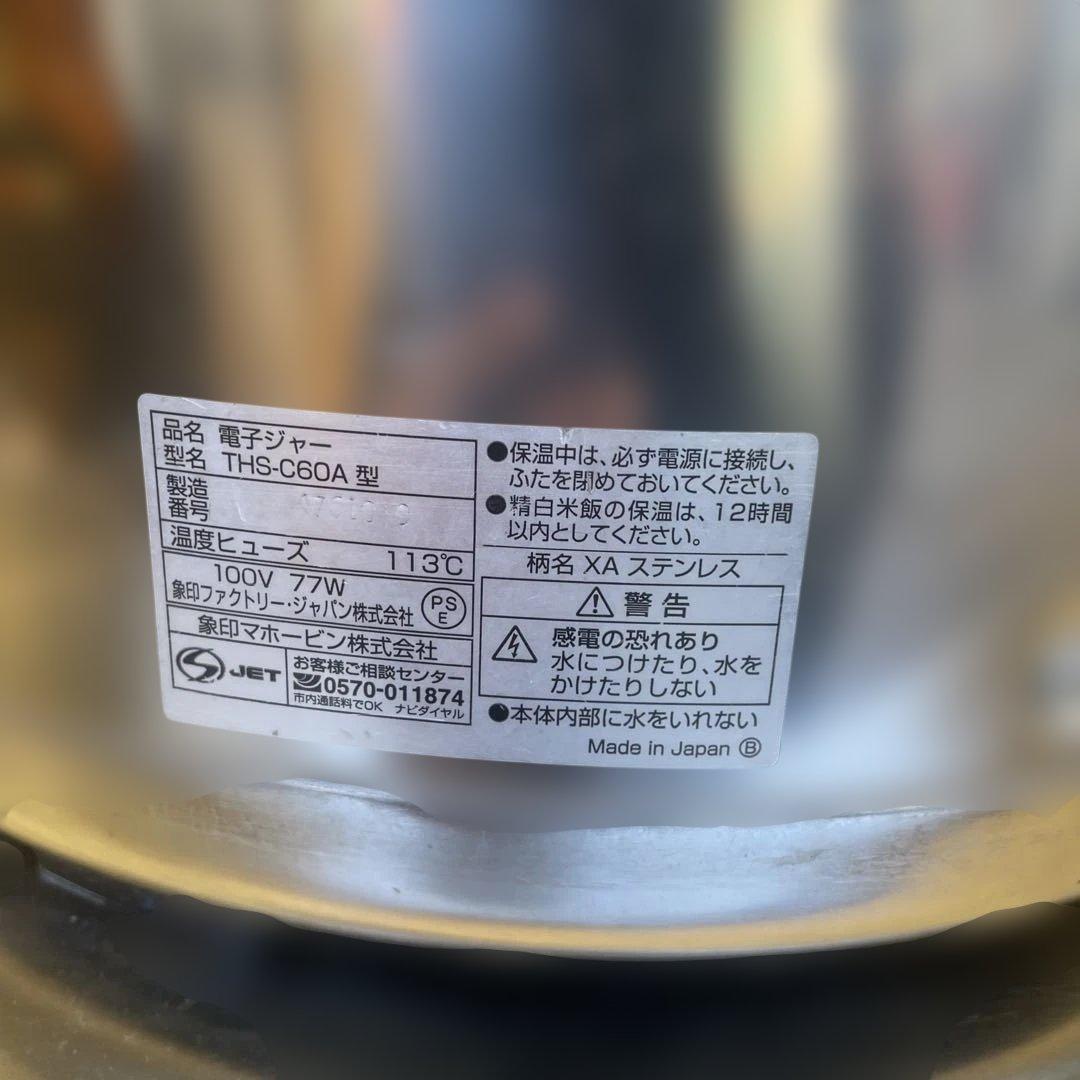 品名 電子ジャー
型名 THS-C60A 型
製造
番号
温度ヒューズ 113℃
100V 77W
象印ファクトリー・ジャパン株式会社
PS
E
象印マホービン株式会社
JET
お客様ご相談センター
0570-011874
市内通話料でOK ナビダイヤル
●保温中は、必ず電源に接続し、
ふたを閉めておいてください。
●精白米飯の保温は、12時間
以内としてください。
柄名 XA ステンレス
警告
感電の恐れあり
水につけたり、水を
かけたりしない
●本体内部に水をいれない
Made in Japan Ⓑ